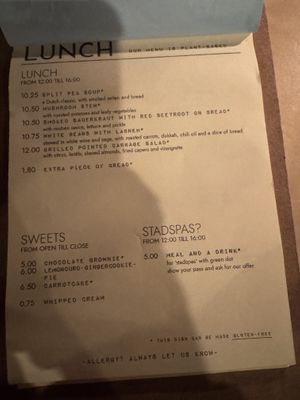 LUNCH
OUR MENU IS PLANT-BASED
LUNCH
FROM 12:00 TILL 16:00
10.25 SPLIT PEA SOUP*
a Dutch classic, with smoked seitan and bread
10.50 MUSHROOM STEW*
with roasted potatoes and leafy vegetables
10.50 SMOKED SAUERKRAUT WITH RED BEETROOT ON BREAD*
with reuben sauce, lettuce and pickle
10.75 WHITE BEANS WITH LABNEH*
stewed in white wine and sage, with roasted carrots, dukkah, chili oil and a slice of bread
12.00 GRILLED POINTED CABBAGE SALAD*
with citrus, lentils, shaved almonds, fried capers and vinaigrette
1.80 EXTRA PIECE OF BREAD*
SWEETS
FROM OPEN TILL CLOSE
5.00 CHOCOLATE BROWNIE*
6.00 LEMONCURD-GINGERCOOKIE-
PIE
6.50 CARROTCAKE*
0.75 WHIPPED CREAM
STADSPAS?
FROM 12:00 TILL 16:00
5.00 MEAL AND A DRINK*
for 'stadspas' with green dot
show your pass and ask for our offer
* THIS DISH CAN BE MADE GLUTEN-FREE
-ALLERGY? ALWAYS LET US KNOW-